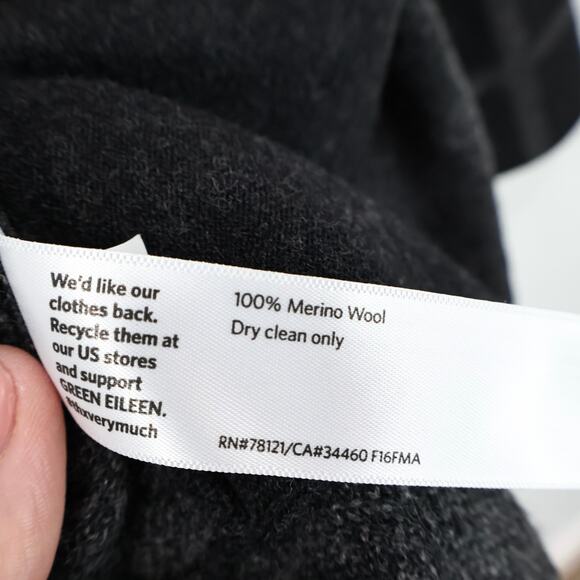 We'd like our
clothes back.
Recycle them at
our US stores
and support
GREEN EILEEN.
#thxverymuch
100% Merino Wool
Dry clean only
RN#78121/CA#34460 F16FMA